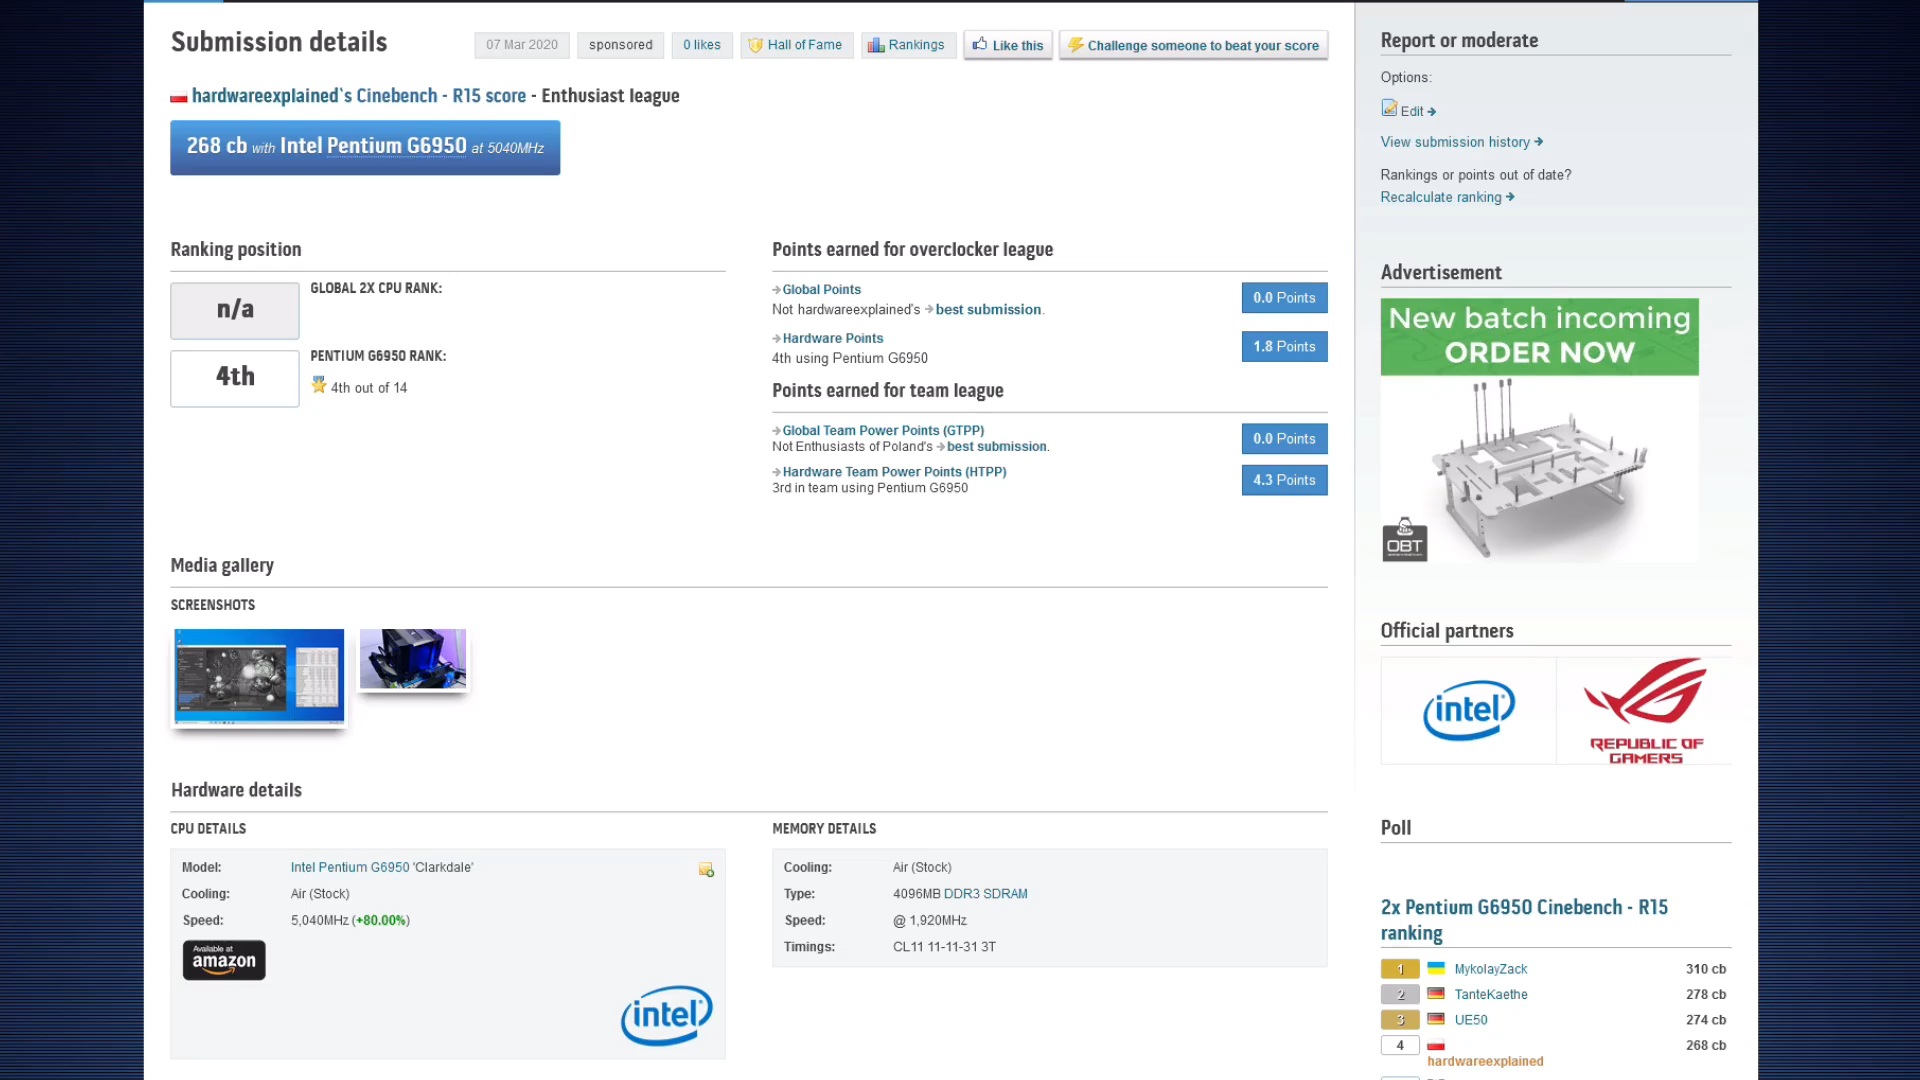 Submission details
07 Mar 2020
sponsored
0 likes
Hall of Fame
Rankings
Like this
Challenge someone to beat your score
hardwareexplained`s Cinebench - R15 score - Enthusiast league
268 cb with Intel Pentium G6950 at 5040MHz
Ranking position
n/a
GLOBAL 2X CPU RANK:
4th
PENTIUM G6950 RANK:
4th out of 14
Points earned for overclocker league
Global Points
Not hardwareexplained's best submission.
0.0 Points
Hardware Points
4th using Pentium G6950
1.8 Points
Points earned for team league
Global Team Power Points (GTPP)
Not Enthusiasts of Poland's best submission.
0.0 Points
Hardware Team Power Points (HTPP)
3rd in team using Pentium G6950
4.3 Points
Media gallery
SCREENSHOTS
Hardware details
CPU DETAILS
Model: Intel Pentium G6950 'Clarkdale'
Cooling: Air (Stock)
Speed: 5,040MHz (+80.00%)
Available at
amazon
intel
MEMORY DETAILS
Cooling: Air (Stock)
Type: 4096MB DDR3 SDRAM
Speed: @ 1,920MHz
Timings: CL11 11-11-31 3T
Report or moderate
Options:
Edit
View submission history
Rankings or points out of date?
Recalculate ranking
Advertisement
New batch incoming
ORDER NOW
OBT
Official partners
intel
REPUBLIC OF
GAMERS
Poll
2x Pentium G6950 Cinebench - R15
ranking
1 MykolayZack 310 cb
2 TanteKaethe 278 cb
3 UE50 274 cb
4 268 cb
hardwareexplained